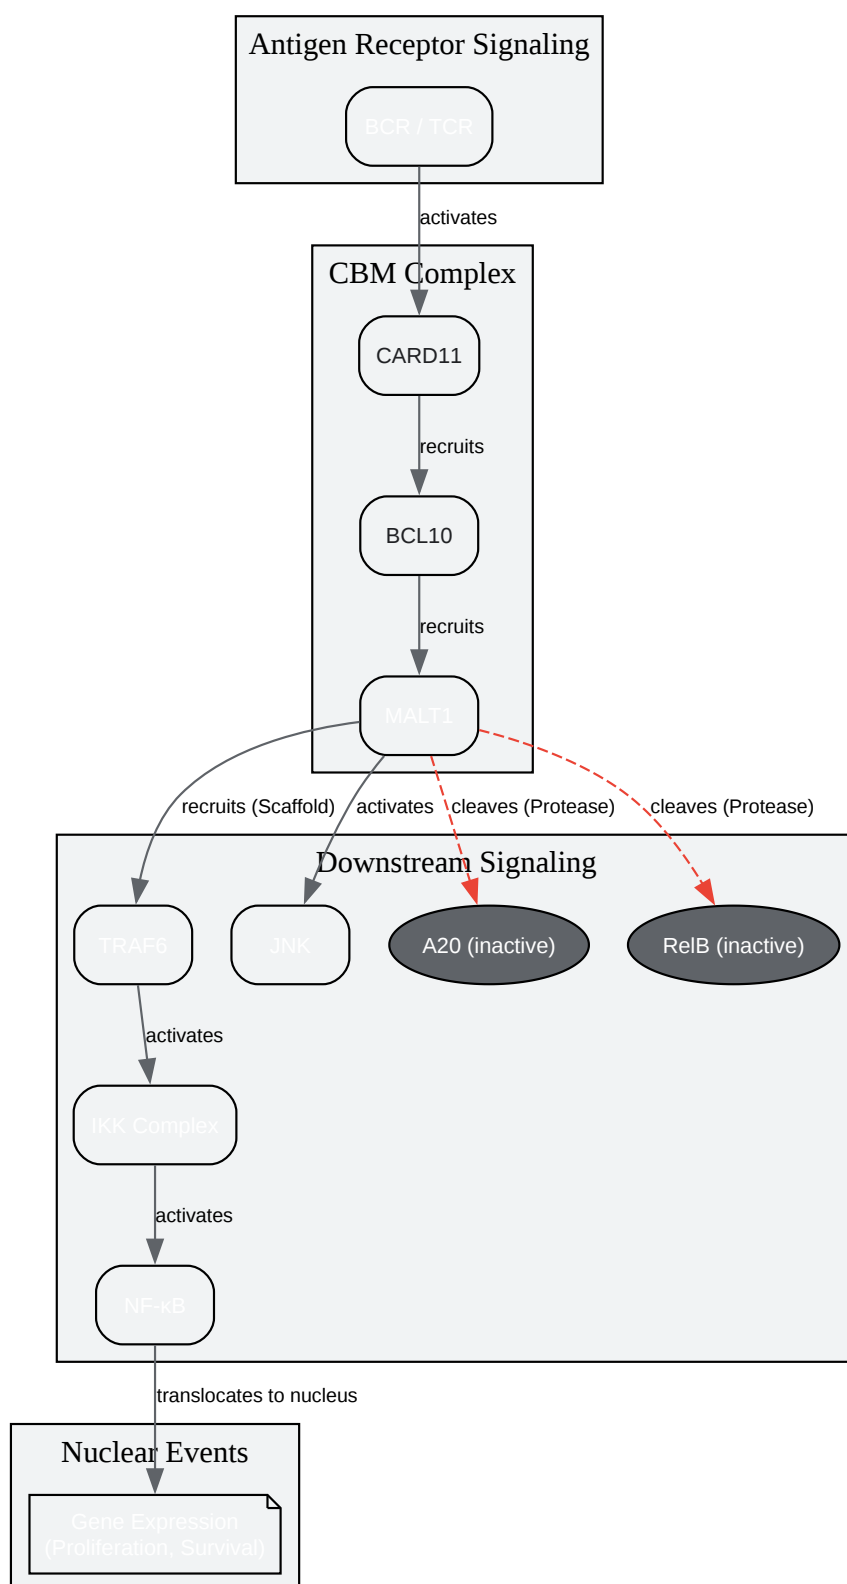 Antigen Receptor Signaling
BCR / TCR
activates
CBM Complex
CARD11
recruits
BCL10
recruits
MALT1
recruits (Scaffold)
activates
cleaves (Protease)
cleaves (Protease)
Downstream Signaling
TRAF6
JNK
A20 (inactive)
RelB (inactive)
activates
IKK Complex
activates
NF-κB
translocates to nucleus
Nuclear Events
Gene Expression
(Proliferation, Survival)